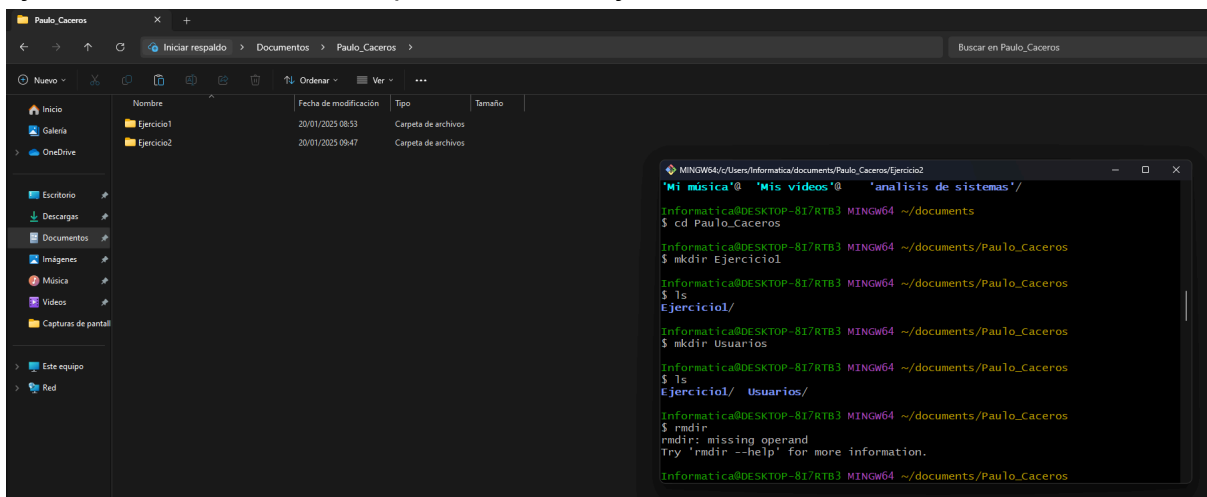 Paulo_Caceros
Iniciar respaldo > Documentos > Paulo_Caceros >
Buscar en Paulo_Caceros
Nuevo
Ordenar
Ver
Inicio
Galería
OneDrive
Escritorio
Descargas
Documentos
Imágenes
Música
Videos
Capturas de pantall
Este equipo
Red
Nombre Fecha de modificación Tipo Tamaño
Ejercicio1 20/01/2025 08:53 Carpeta de archivos
Ejercicio2 20/01/2025 09:47 Carpeta de archivos
MINGW64:/c/Users/Informatica/documents/Paulo_Caceros/Ejercicio2
'Mi música'@ 'Mis videos'@ 'analisis de sistemas'/
Informatica@DESKTOP-8I7RTB3 MINGW64 ~/documents
$ cd Paulo_Caceros
Informatica@DESKTOP-8I7RTB3 MINGW64 ~/documents/Paulo_Caceros
$ mkdir Ejercicio1
Informatica@DESKTOP-8I7RTB3 MINGW64 ~/documents/Paulo_Caceros
$ ls
Ejercicio1/
Informatica@DESKTOP-8I7RTB3 MINGW64 ~/documents/Paulo_Caceros
$ mkdir Usuarios
Informatica@DESKTOP-8I7RTB3 MINGW64 ~/documents/Paulo_Caceros
$ ls
Ejercicio1/ Usuarios/
Informatica@DESKTOP-8I7RTB3 MINGW64 ~/documents/Paulo_Caceros
$ rmdir
rmdir: missing operand
Try 'rmdir --help' for more information.
Informatica@DESKTOP-8I7RTB3 MINGW64 ~/documents/Paulo_Caceros